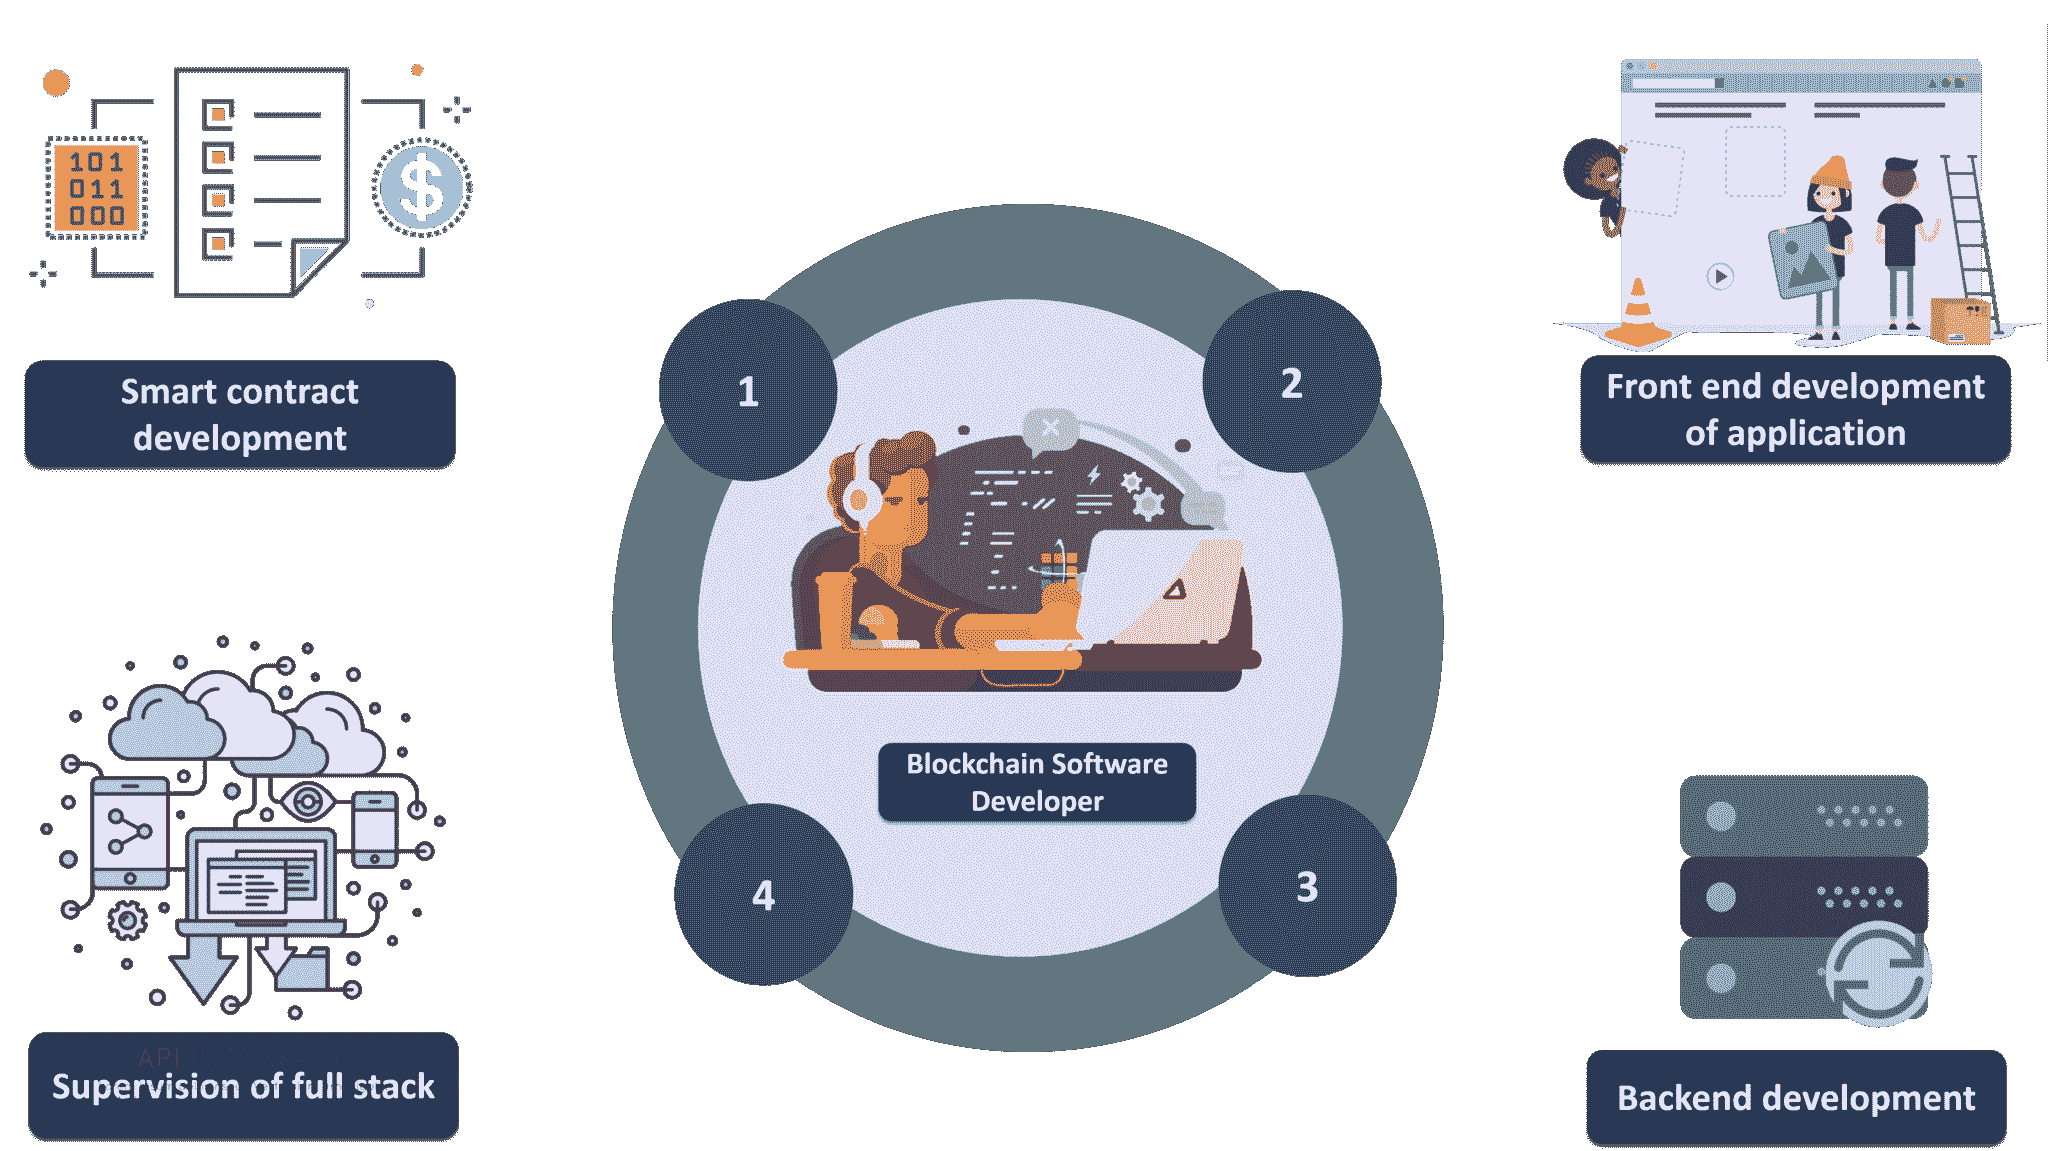 101
011
000
$
Smart contract
development
1
2
Front end development
of application
Blockchain Software
Developer
4
3
API
Supervision of full stack
Backend development